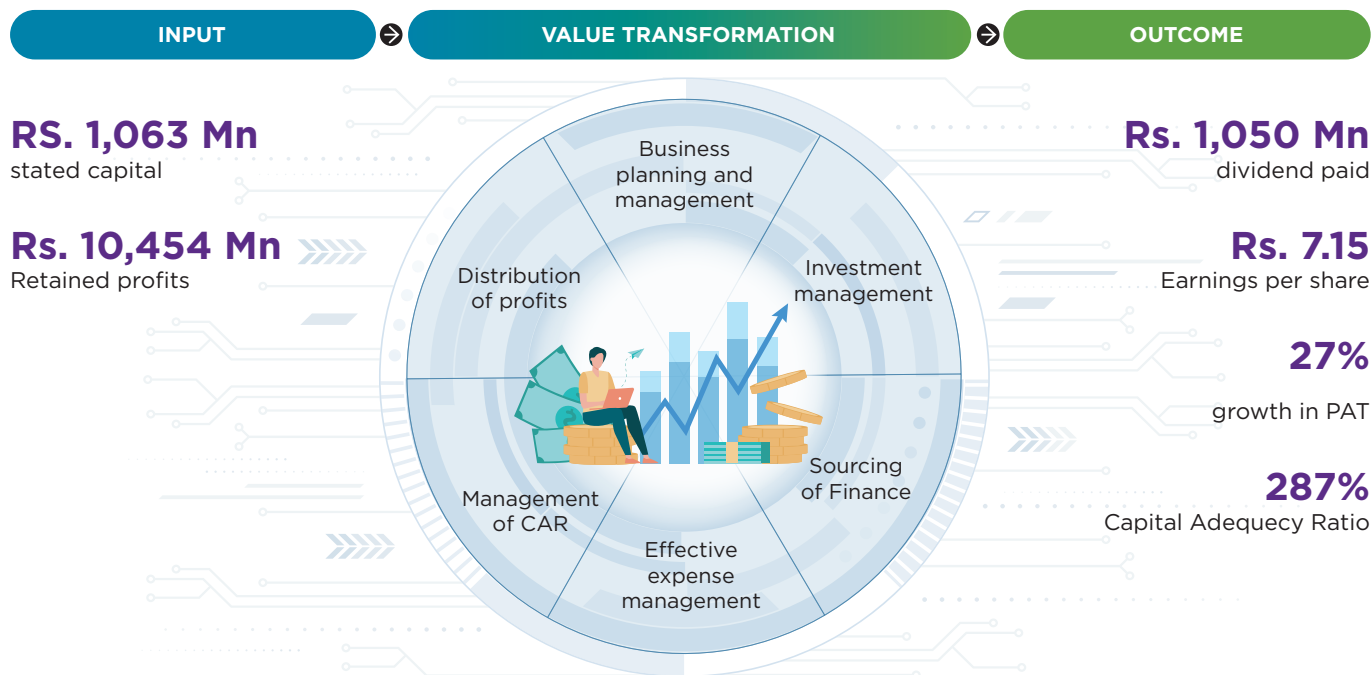 INPUT
VALUE TRANSFORMATION
OUTCOME
RS. 1,063 Mn
stated capital
Rs. 10,454 Mn
Retained profits
Business
planning and
management
Investment
management
Sourcing
of Finance
Effective
expense
management
Management
of CAR
Distribution
of profits
Rs. 1,050 Mn
dividend paid
Rs. 7.15
Earnings per share
27%
growth in PAT
287%
Capital Adequecy Ratio